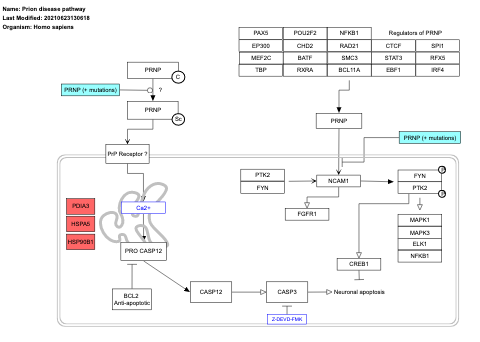 Name: Prion disease pathway
Last Modified: 20210623130618
Organism: Homo sapiens
PAX5 POU2F2 NFKB1 Regulators of PRNP
EP300 CHD2 RAD21 CTCF SPI1
MEF2C BATF SMC3 STAT3 RFX5
TBP RXRA BCL11A EBF1 IRF4
PRNP
C
PRNP (+ mutations)
?
PRNP
Sc
PRNP
PRNP (+ mutations)
PrP Receptor ?
PTK2
FYN
NCAM1
FYN
P
PTK2
P
FGFR1
PDIA3
HSPA5
HSP90B1
Ca2+
PRO CASP12
MAPK1
MAPK3
ELK1
NFKB1
CREB1
BCL2
Anti-apoptotic
CASP12
CASP3
Neuronal apoptosis
Z-DEVD-FMK